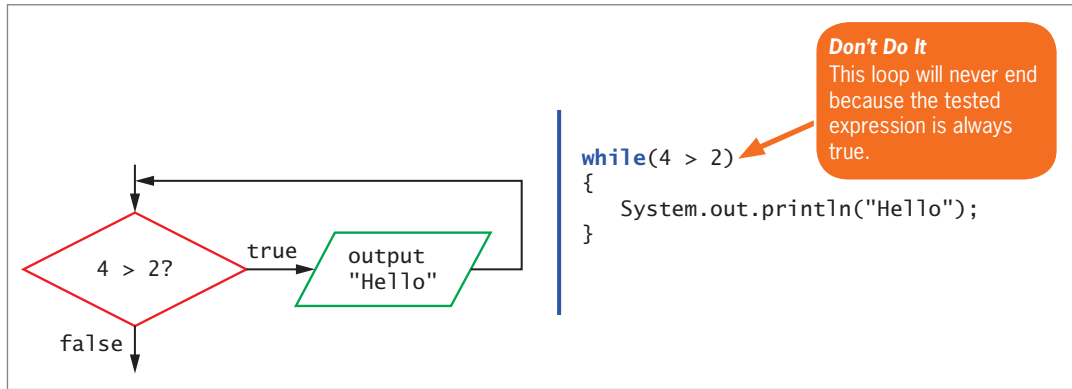 Don't Do It
This loop will never end
because the tested
expression is always
true.
while(4 > 2)
{
System.out.println("Hello");
}
4 > 2?
true
output
"Hello"
false